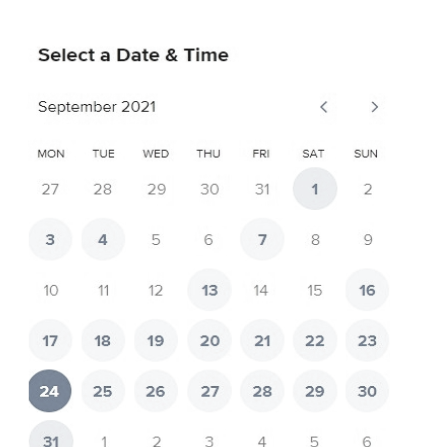 Select a Date & Time
September 2021
MON TUE WED THU FRI SAT SUN
27 28 29 30 31 1 2
3 4 5 6 7 8 9
10 11 12 13 14 15 16
17 18 19 20 21 22 23
24 25 26 27 28 29 30
31 1 2 3 4 5 6